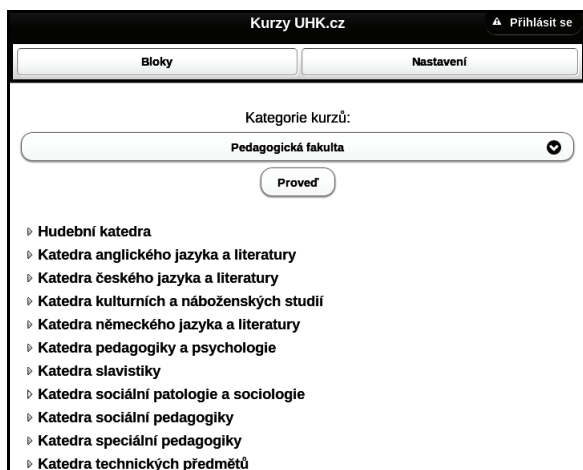 Kurzy UHK.cz
Přihlásit se
Bloky
Nastavení
Kategorie kurzů:
Pedagogická fakulta
Proveď
Hudební katedra
Katedra anglického jazyka a literatury
Katedra českého jazyka a literatury
Katedra kulturních a náboženských studií
Katedra německého jazyka a literatury
Katedra pedagogiky a psychologie
Katedra slavistiky
Katedra sociální patologie a sociologie
Katedra sociální pedagogiky
Katedra speciální pedagogiky
Katedra technických předmětů